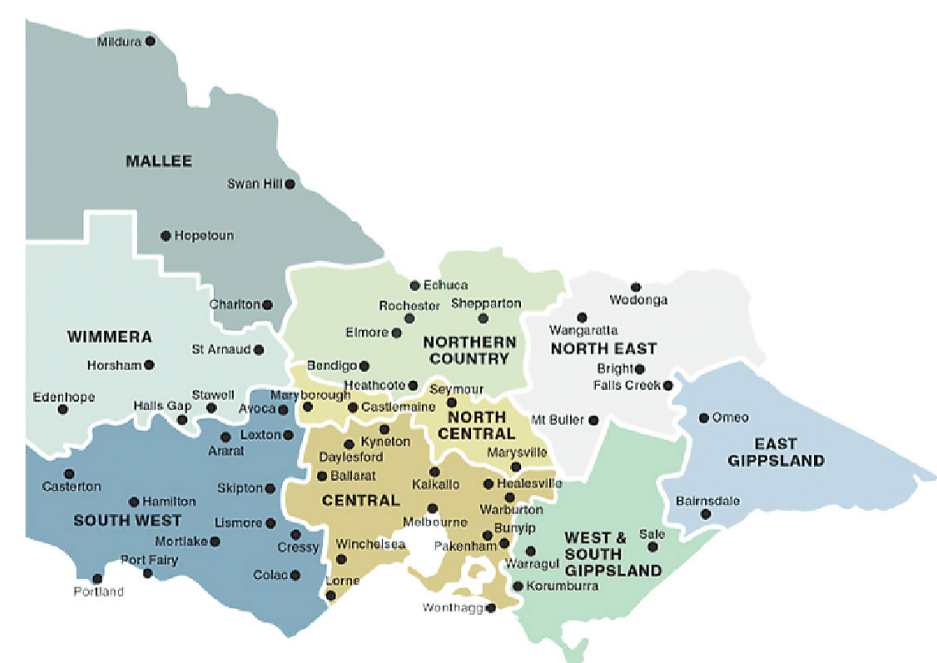 Mildura
MALLEE
Swan Hill
Hopetoun
Charlton
Echuca
Rochester
Shepparton
Elmore
NORTHERN
COUNTRY
Bendigo
Heathcote
Wodonga
Wangaratta
NORTH EAST
Bright
Falls Creek
Mt Buller
WIMMERA
Horsham
St Arnaud
Edenhope
Stawell
Halls Gap
Maryborough
Avoca
Castlemaine
Seymour
NORTH
CENTRAL
Marysville
Lexton
Ararat
Kyneton
Daylesford
Ballarat
CENTRAL
Kalkallo
Healesville
Warburton
Melbourne
Bunyip
Pakenham
Winchelsea
Lorne
Wonthaggi
Casterton
Hamilton
SOUTH WEST
Skipton
Lismore
Mortlake
Cressy
Port Fairy
Colac
Portland
Omeo
EAST
GIPPSLAND
Bairnsdale
WEST &
SOUTH
GIPPSLAND
Sale
Warragul
Korumburra